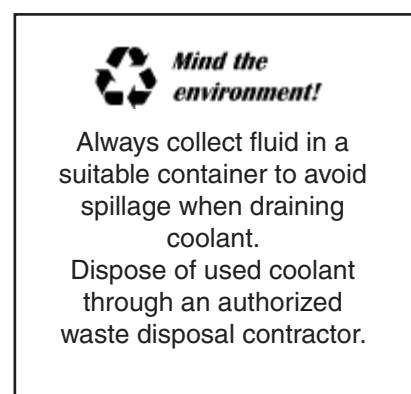 Mind the
environment!
Always collect fluid in a
suitable container to avoid
spillage when draining
coolant.
Dispose of used coolant
through an authorized
waste disposal contractor.